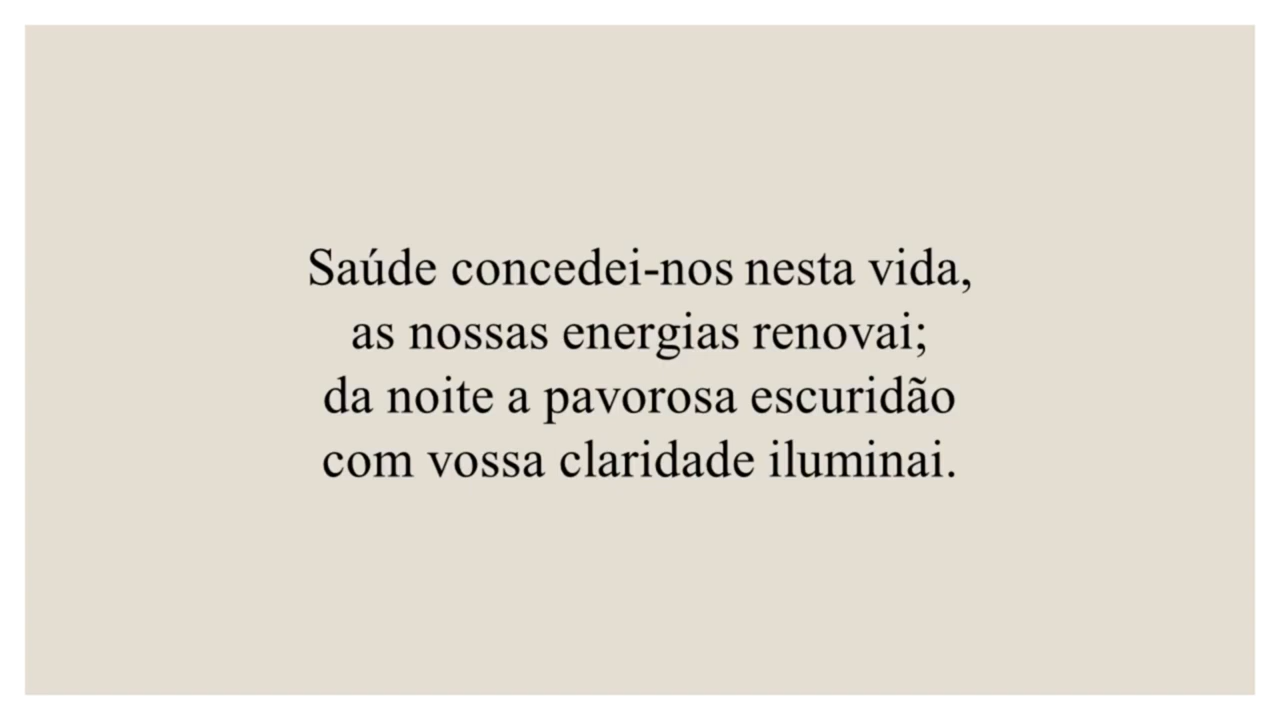 Saúde concedei-nos nesta vida,
as nossas energias renovai;
da noite a pavorosa escuridão
com vossa claridade iluminai.